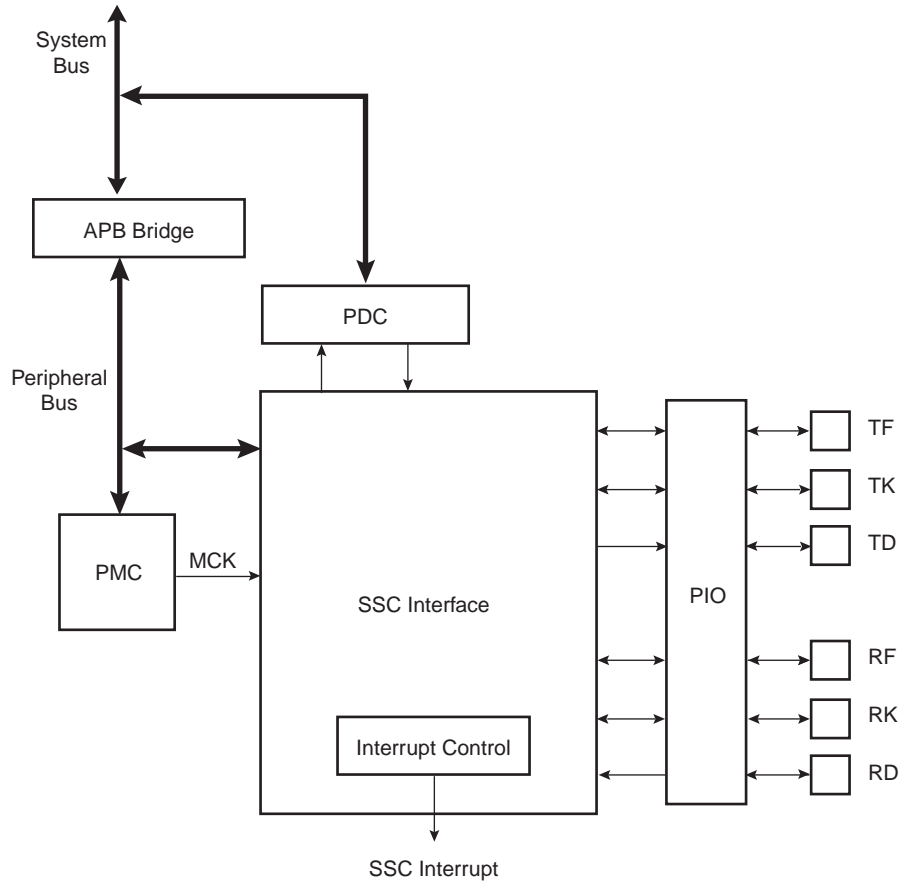 System
Bus
APB Bridge
PDC
Peripheral
Bus
TF
TK
PMC
MCK
TD
SSC Interface
PIO
RF
RK
Interrupt Control
RD
SSC Interrupt